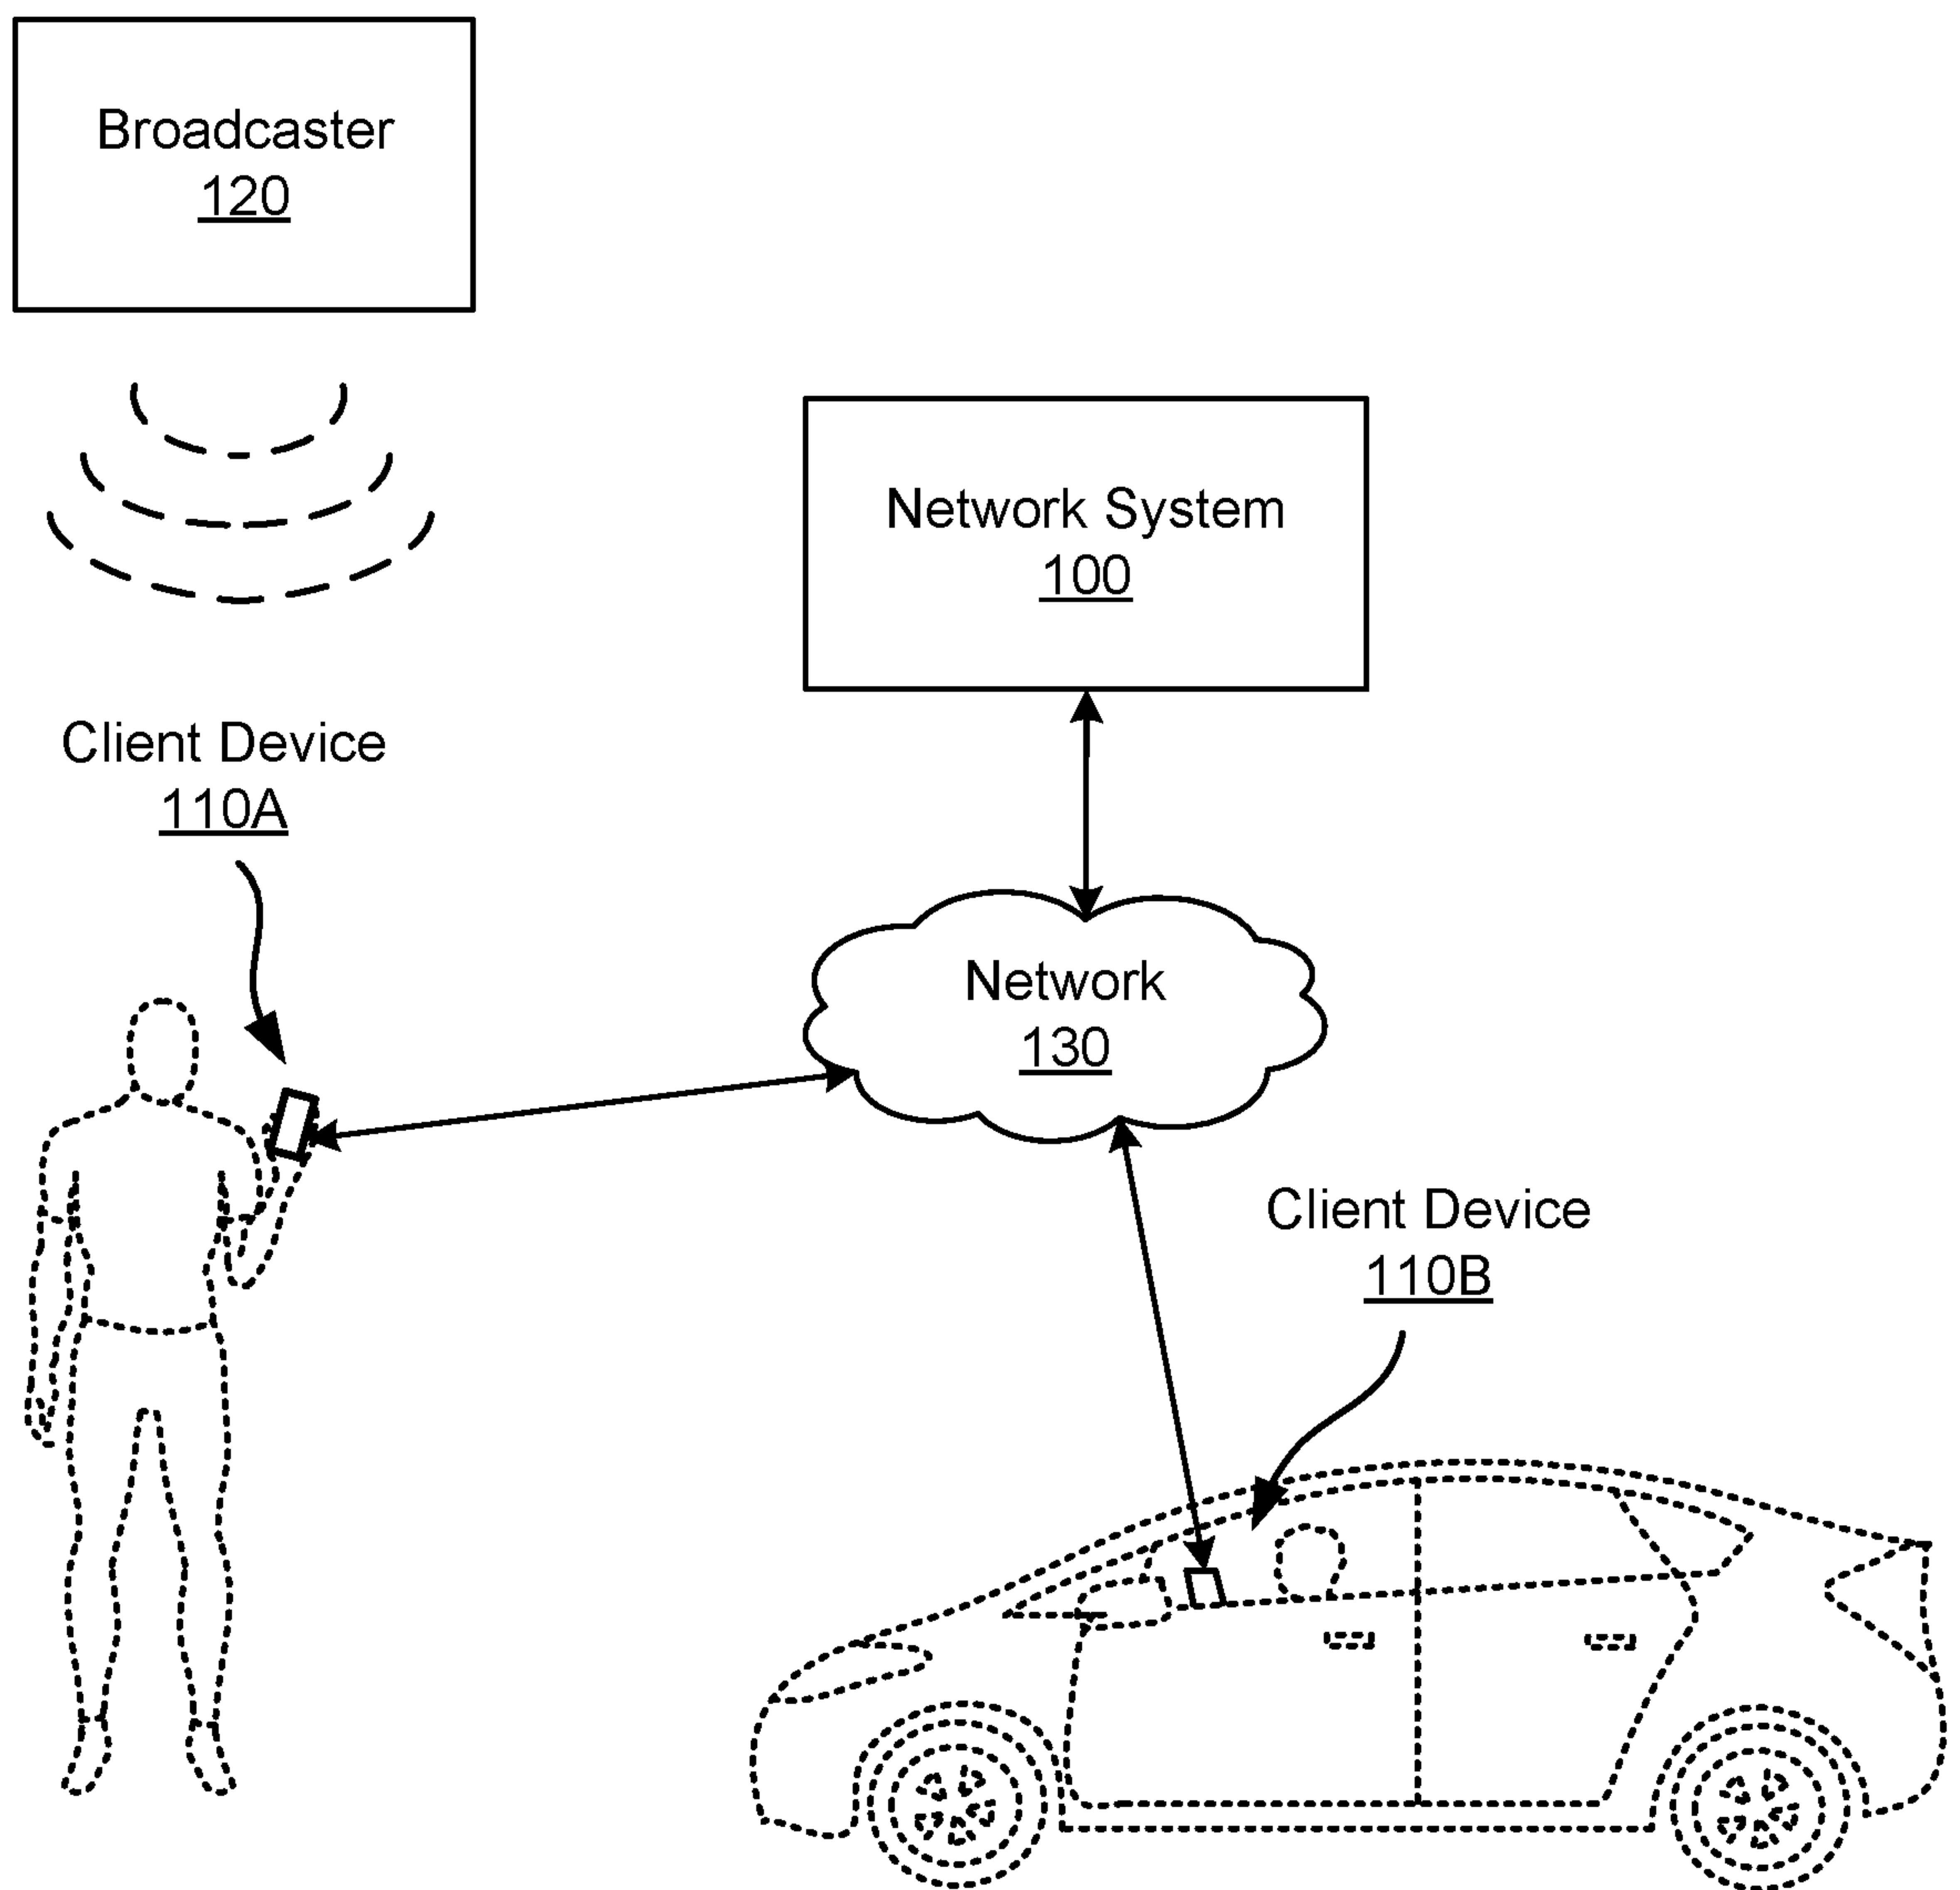 Broadcaster
120
Network System
100
Client Device
110A
Network
130
Client Device
110B